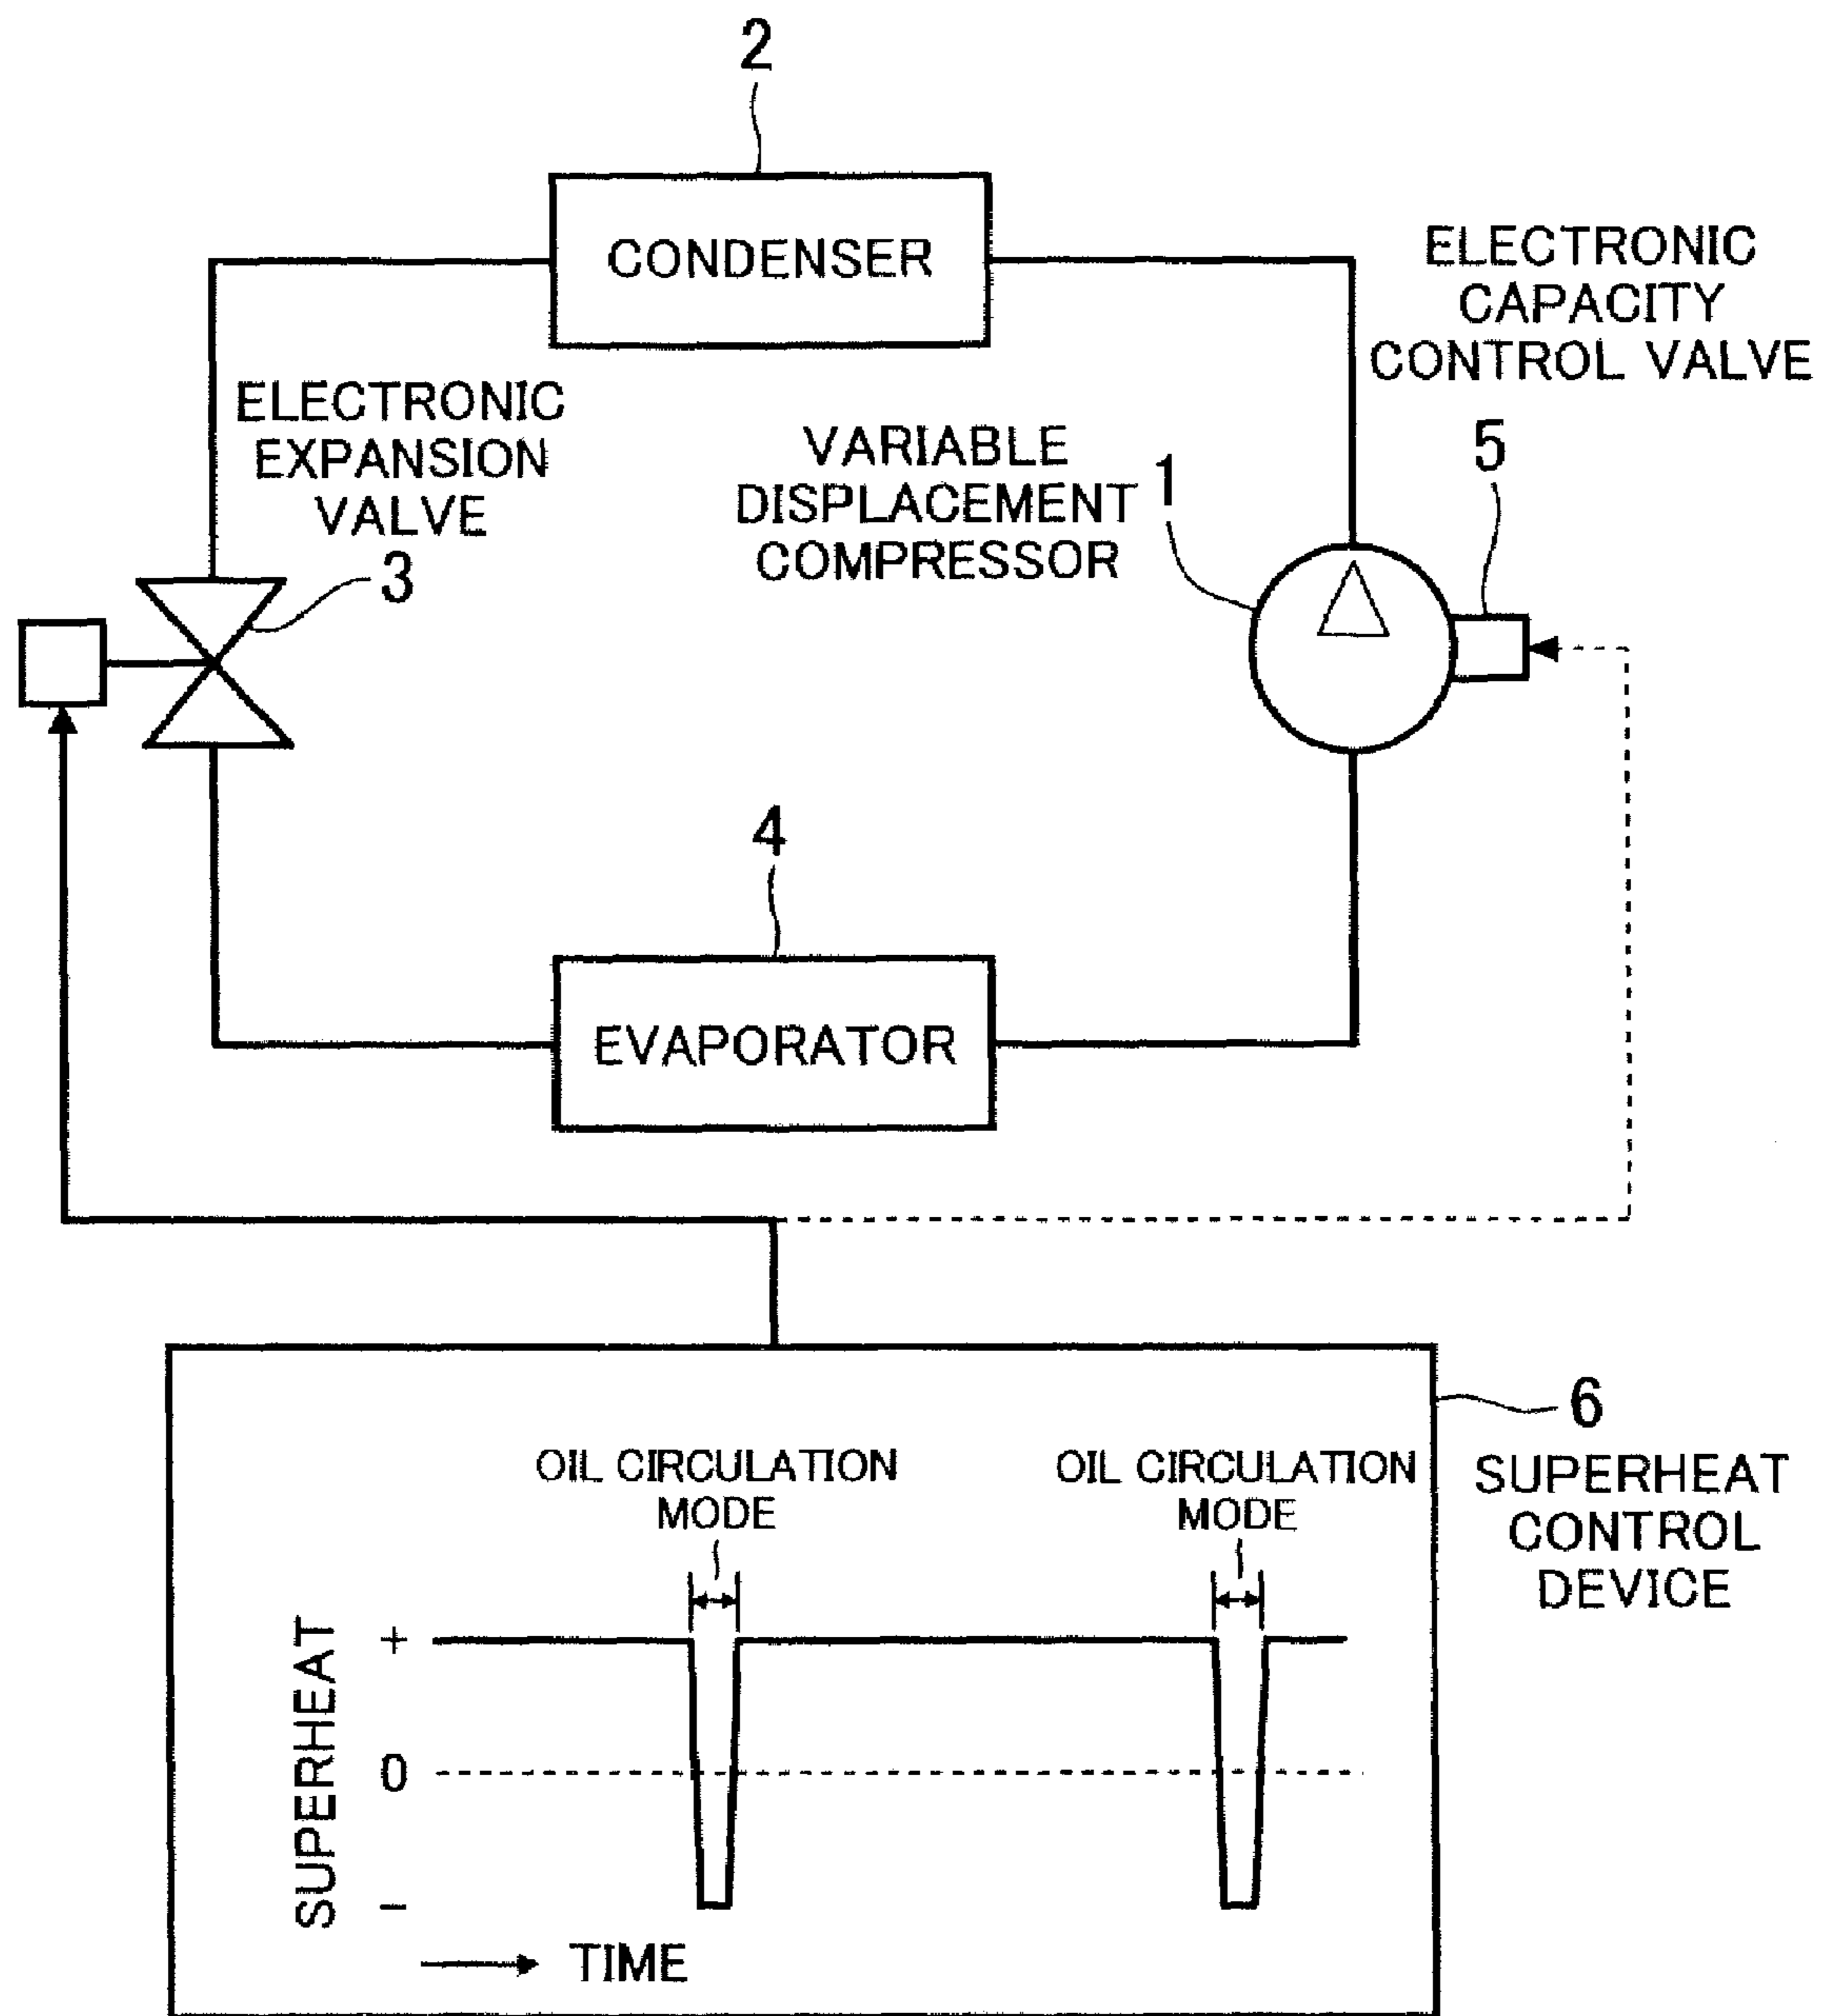 2
CONDENSER
ELECTRONIC
CAPACITY
CONTROL VALVE
5
ELECTRONIC
EXPANSION
VALVE
3
VARIABLE
DISPLACEMENT
COMPRESSOR
1
4
EVAPORATOR
6
SUPERHEAT
CONTROL
DEVICE
OIL CIRCULATION
MODE
OIL CIRCULATION
MODE
SUPERHEAT
+
0
-
TIME